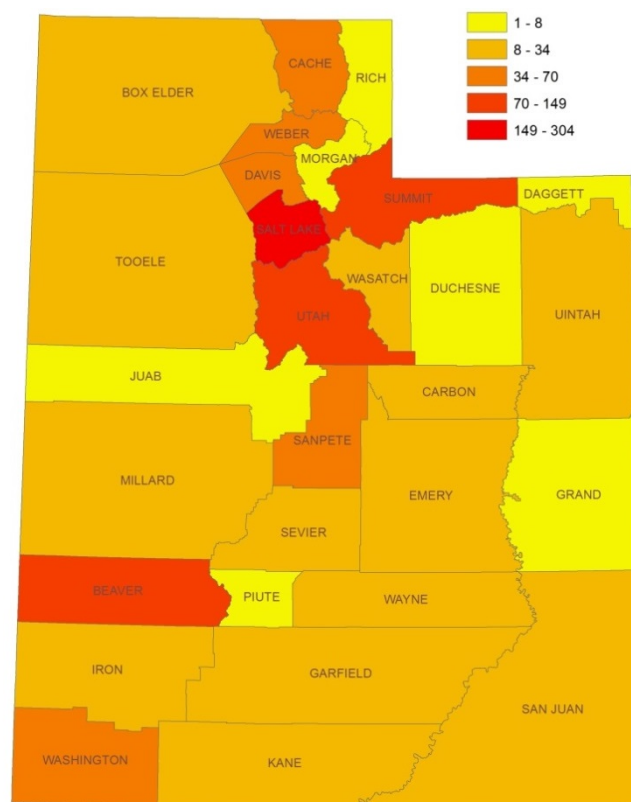 1 - 8
8 - 34
34 - 70
70 - 149
149 - 304
CACHE
RICH
BOX ELDER
WEBER
MORGAN
DAVIS
SUMMIT
DAGGETT
SALT LAKE
TOOELE
WASATCH
DUCHESNE
UINTAH
UTAH
JUAB
CARBON
SANPETE
MILLARD
EMERY
GRAND
SEVIER
BEAVER
PIUTE
WAYNE
IRON
GARFIELD
SAN JUAN
WASHINGTON
KANE